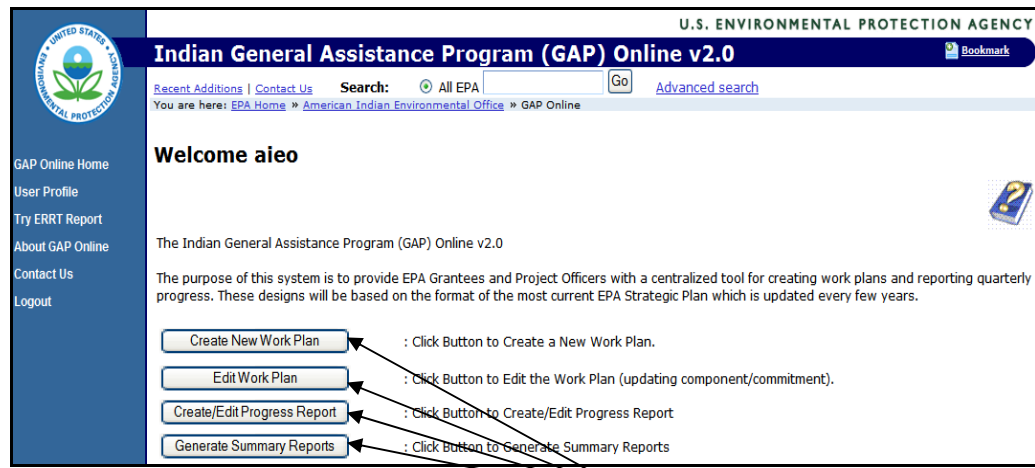 U.S. ENVIRONMENTAL PROTECTION AGENCY
UNITED STATES
ENVIRONMENTAL PROTECTION
AGENCY
Indian General Assistance Program (GAP) Online v2.0
Bookmark
Recent Additions | Contact Us Search: All EPA Go Advanced search
You are here: EPA Home » American Indian Environmental Office » GAP Online
GAP Online Home
User Profile
Try ERRT Report
About GAP Online
Contact Us
Logout
Welcome aieo
The Indian General Assistance Program (GAP) Online v2.0
The purpose of this system is to provide EPA Grantees and Project Officers with a centralized tool for creating work plans and reporting quarterly
progress. These designs will be based on the format of the most current EPA Strategic Plan which is updated every few years.
Create New Work Plan : Click Button to Create a New Work Plan.
Edit Work Plan : Click Button to Edit the Work Plan (updating component/commitment).
Create/Edit Progress Report : Click Button to Create/Edit Progress Report
Generate Summary Reports : Click Button to Generate Summary Reports